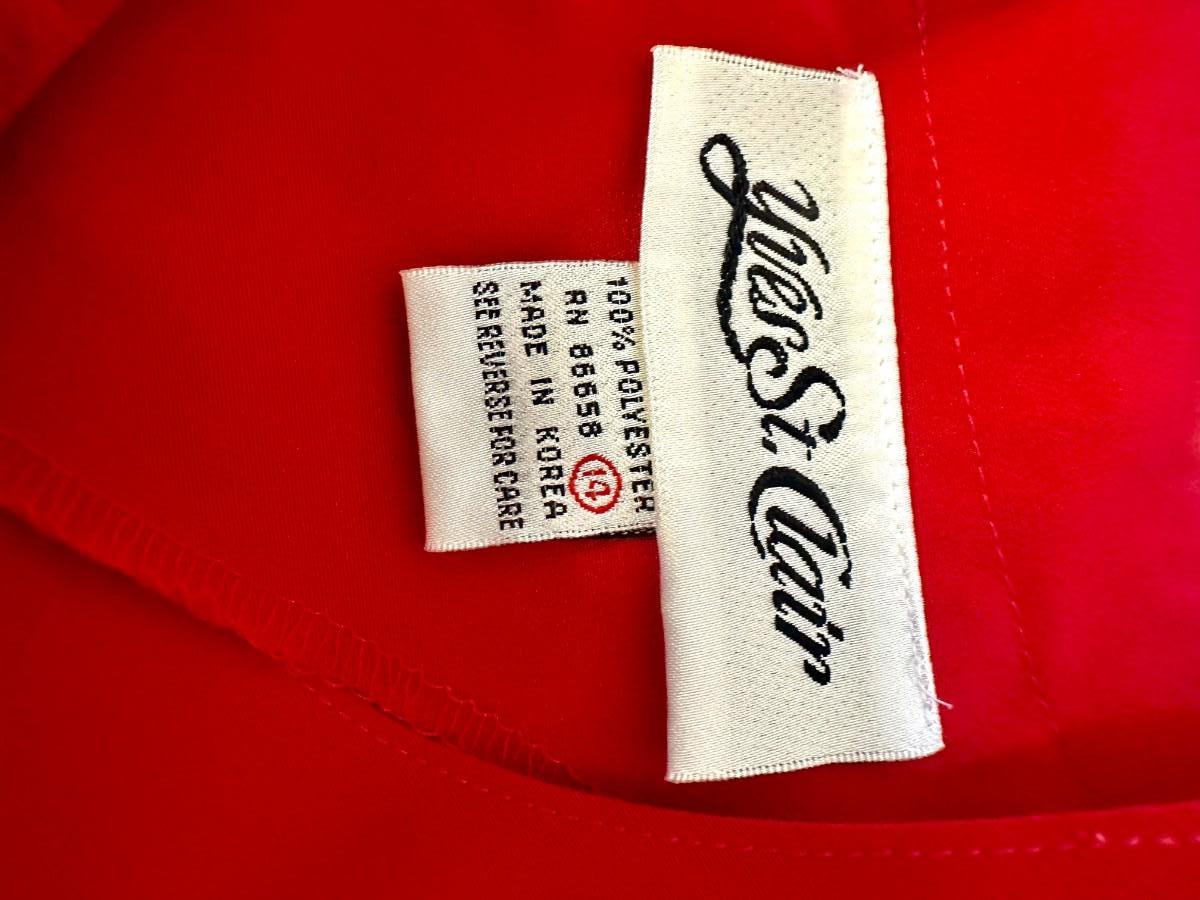 Yves St. Clair
100% POLYESTER
RN 86658 14
MADE IN KOREA
SEE REVERSE FOR CARE